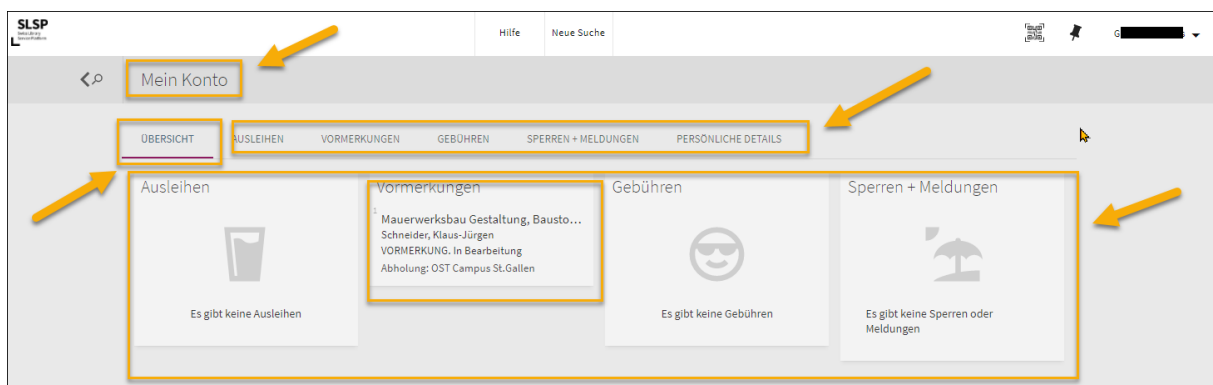 SLSP
Hilfe
Neue Suche
Mein Konto
ÜBERSICHT
AUSLEIHEN
VORMERKUNGEN
GEBÜHREN
SPERREN + MELDUNGEN
PERSÖNLICHE DETAILS
Ausleihen
Es gibt keine Ausleihen
Vormerkungen
1
Mauerwerksbau Gestaltung, Bausto...
Schneider, Klaus-Jürgen
VORMERKUNG. In Bearbeitung
Abholung: OST Campus St.Gallen
Gebühren
Es gibt keine Gebühren
Sperren + Meldungen
Es gibt keine Sperren oder
Meldungen